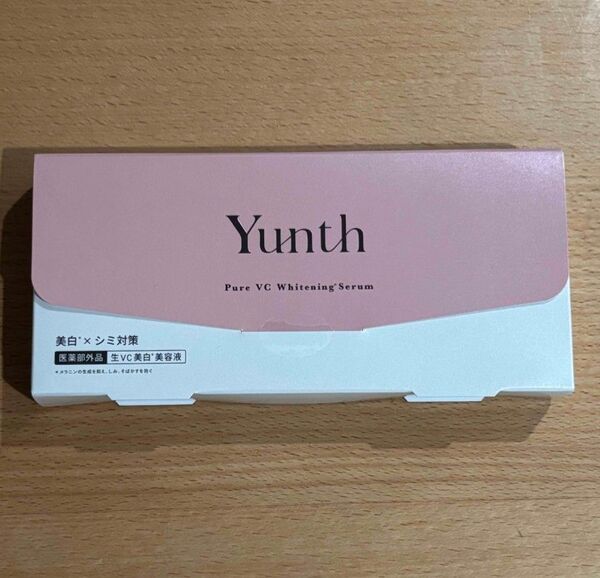 Yunth
Pure VC Whitening* Serum
美白*×シミ対策
医薬部外品 生VC美白*美容液
*メラニンの生成を抑え、しみ、そばかすを防ぐ